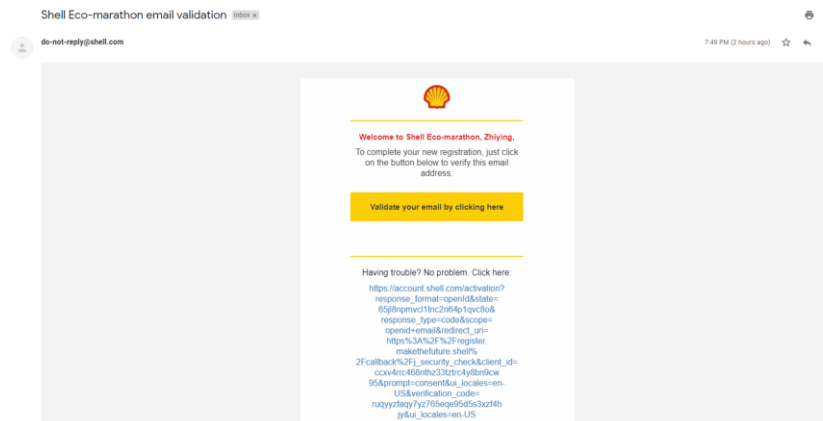 Shell Eco-marathon email validation Inbox x
do-not-reply@shell.com 7:49 PM (2 hours ago)
Welcome to Shell Eco-marathon, Zhiying,
To complete your new registration, just click
on the button below to verify this email
address.
Validate your email by clicking here
Having trouble? No problem. Click here:
https://account.shell.com/activation?
response_format=openId&state=
65jl8npmvcl1tnc2n64p1qvc8o&
response_type=code&scope=
openid+email&redirect_uri=
https%3A%2F%2Fregister.
makethefuture.shell%
2Fcallback%2Fj_security_check&client_id=
ccxv4rrc468nthz33tztrc4y8bn9cw
95&prompt=consent&ui_locales=en-
US&verification_code=
ruqyyzfaqy7yz765eqe95d5s3xzf4h
jy&ui_locales=en-US